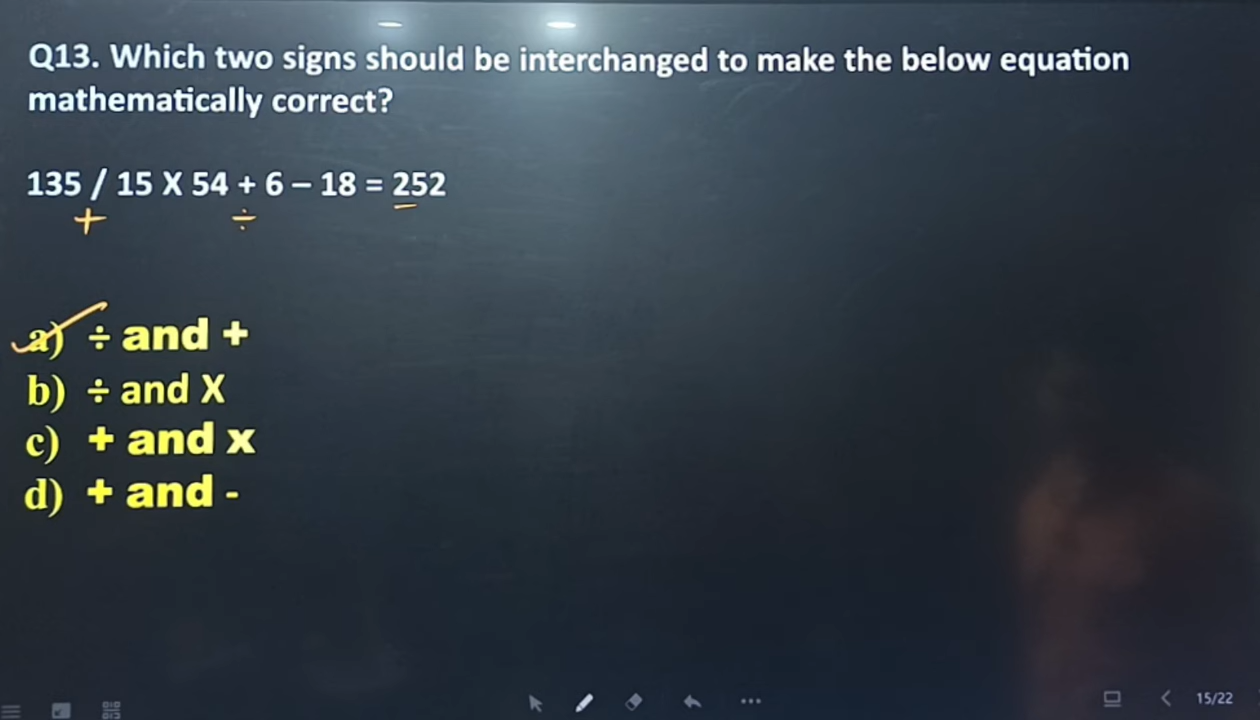 Q13. Which two signs should be interchanged to make the below equation
mathematically correct?
135 / 15 X 54 + 6 – 18 = 252
+ ÷
a) ÷ and +
b) ÷ and X
c) + and x
d) + and -
15/22